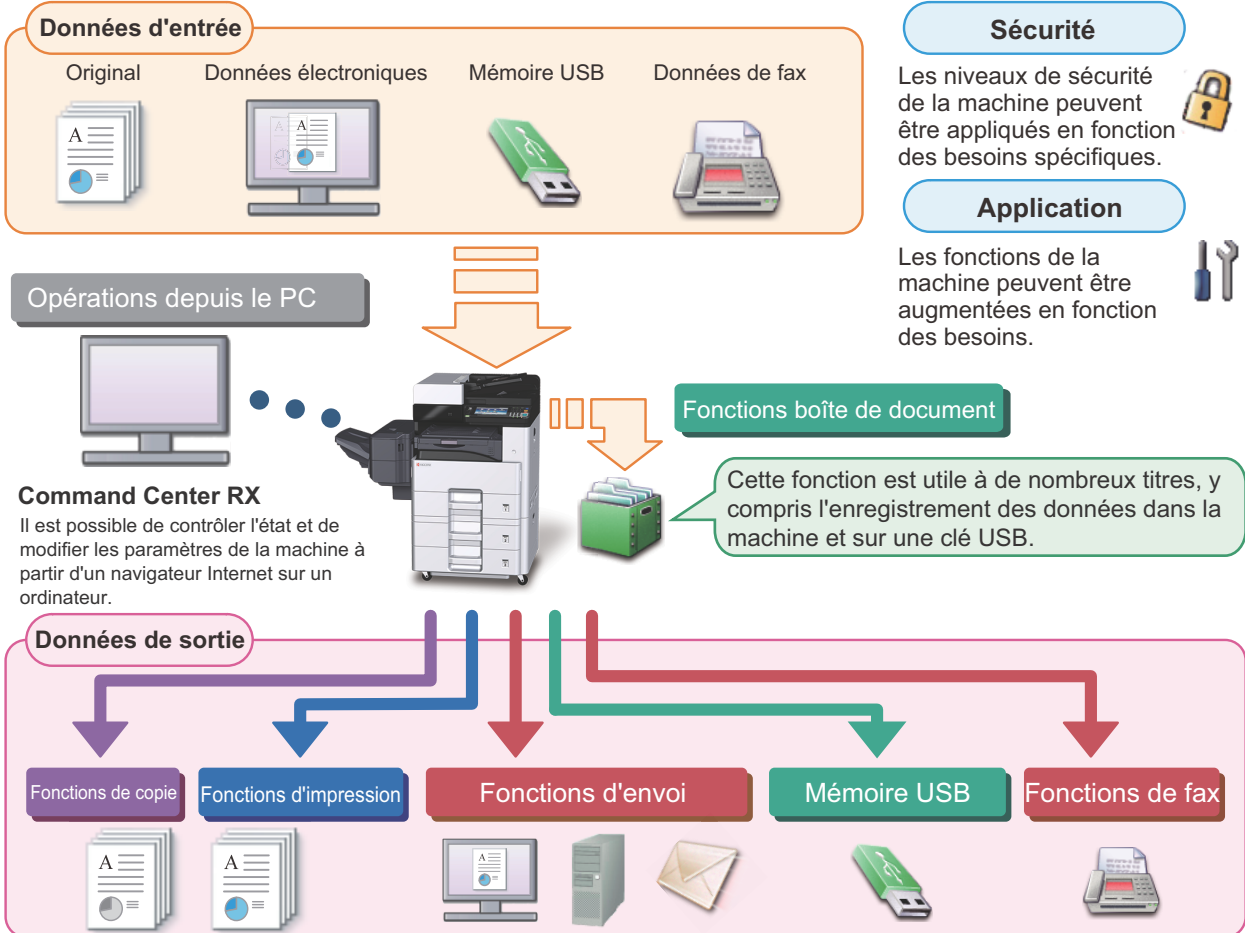 Données d'entrée
Original
Données électroniques
Mémoire USB
Données de fax
Sécurité
Les niveaux de sécurité
de la machine peuvent
être appliqués en fonction
des besoins spécifiques.
Application
Les fonctions de la
machine peuvent être
augmentées en fonction
des besoins.
Opérations depuis le PC
Command Center RX
Il est possible de contrôler l'état et de
modifier les paramètres de la machine à
partir d'un navigateur Internet sur un
ordinateur.
Fonctions boîte de document
Cette fonction est utile à de nombreux titres, y
compris l'enregistrement des données dans la
machine et sur une clé USB.
Données de sortie
Fonctions de copie
Fonctions d'impression
Fonctions d'envoi
Mémoire USB
Fonctions de fax